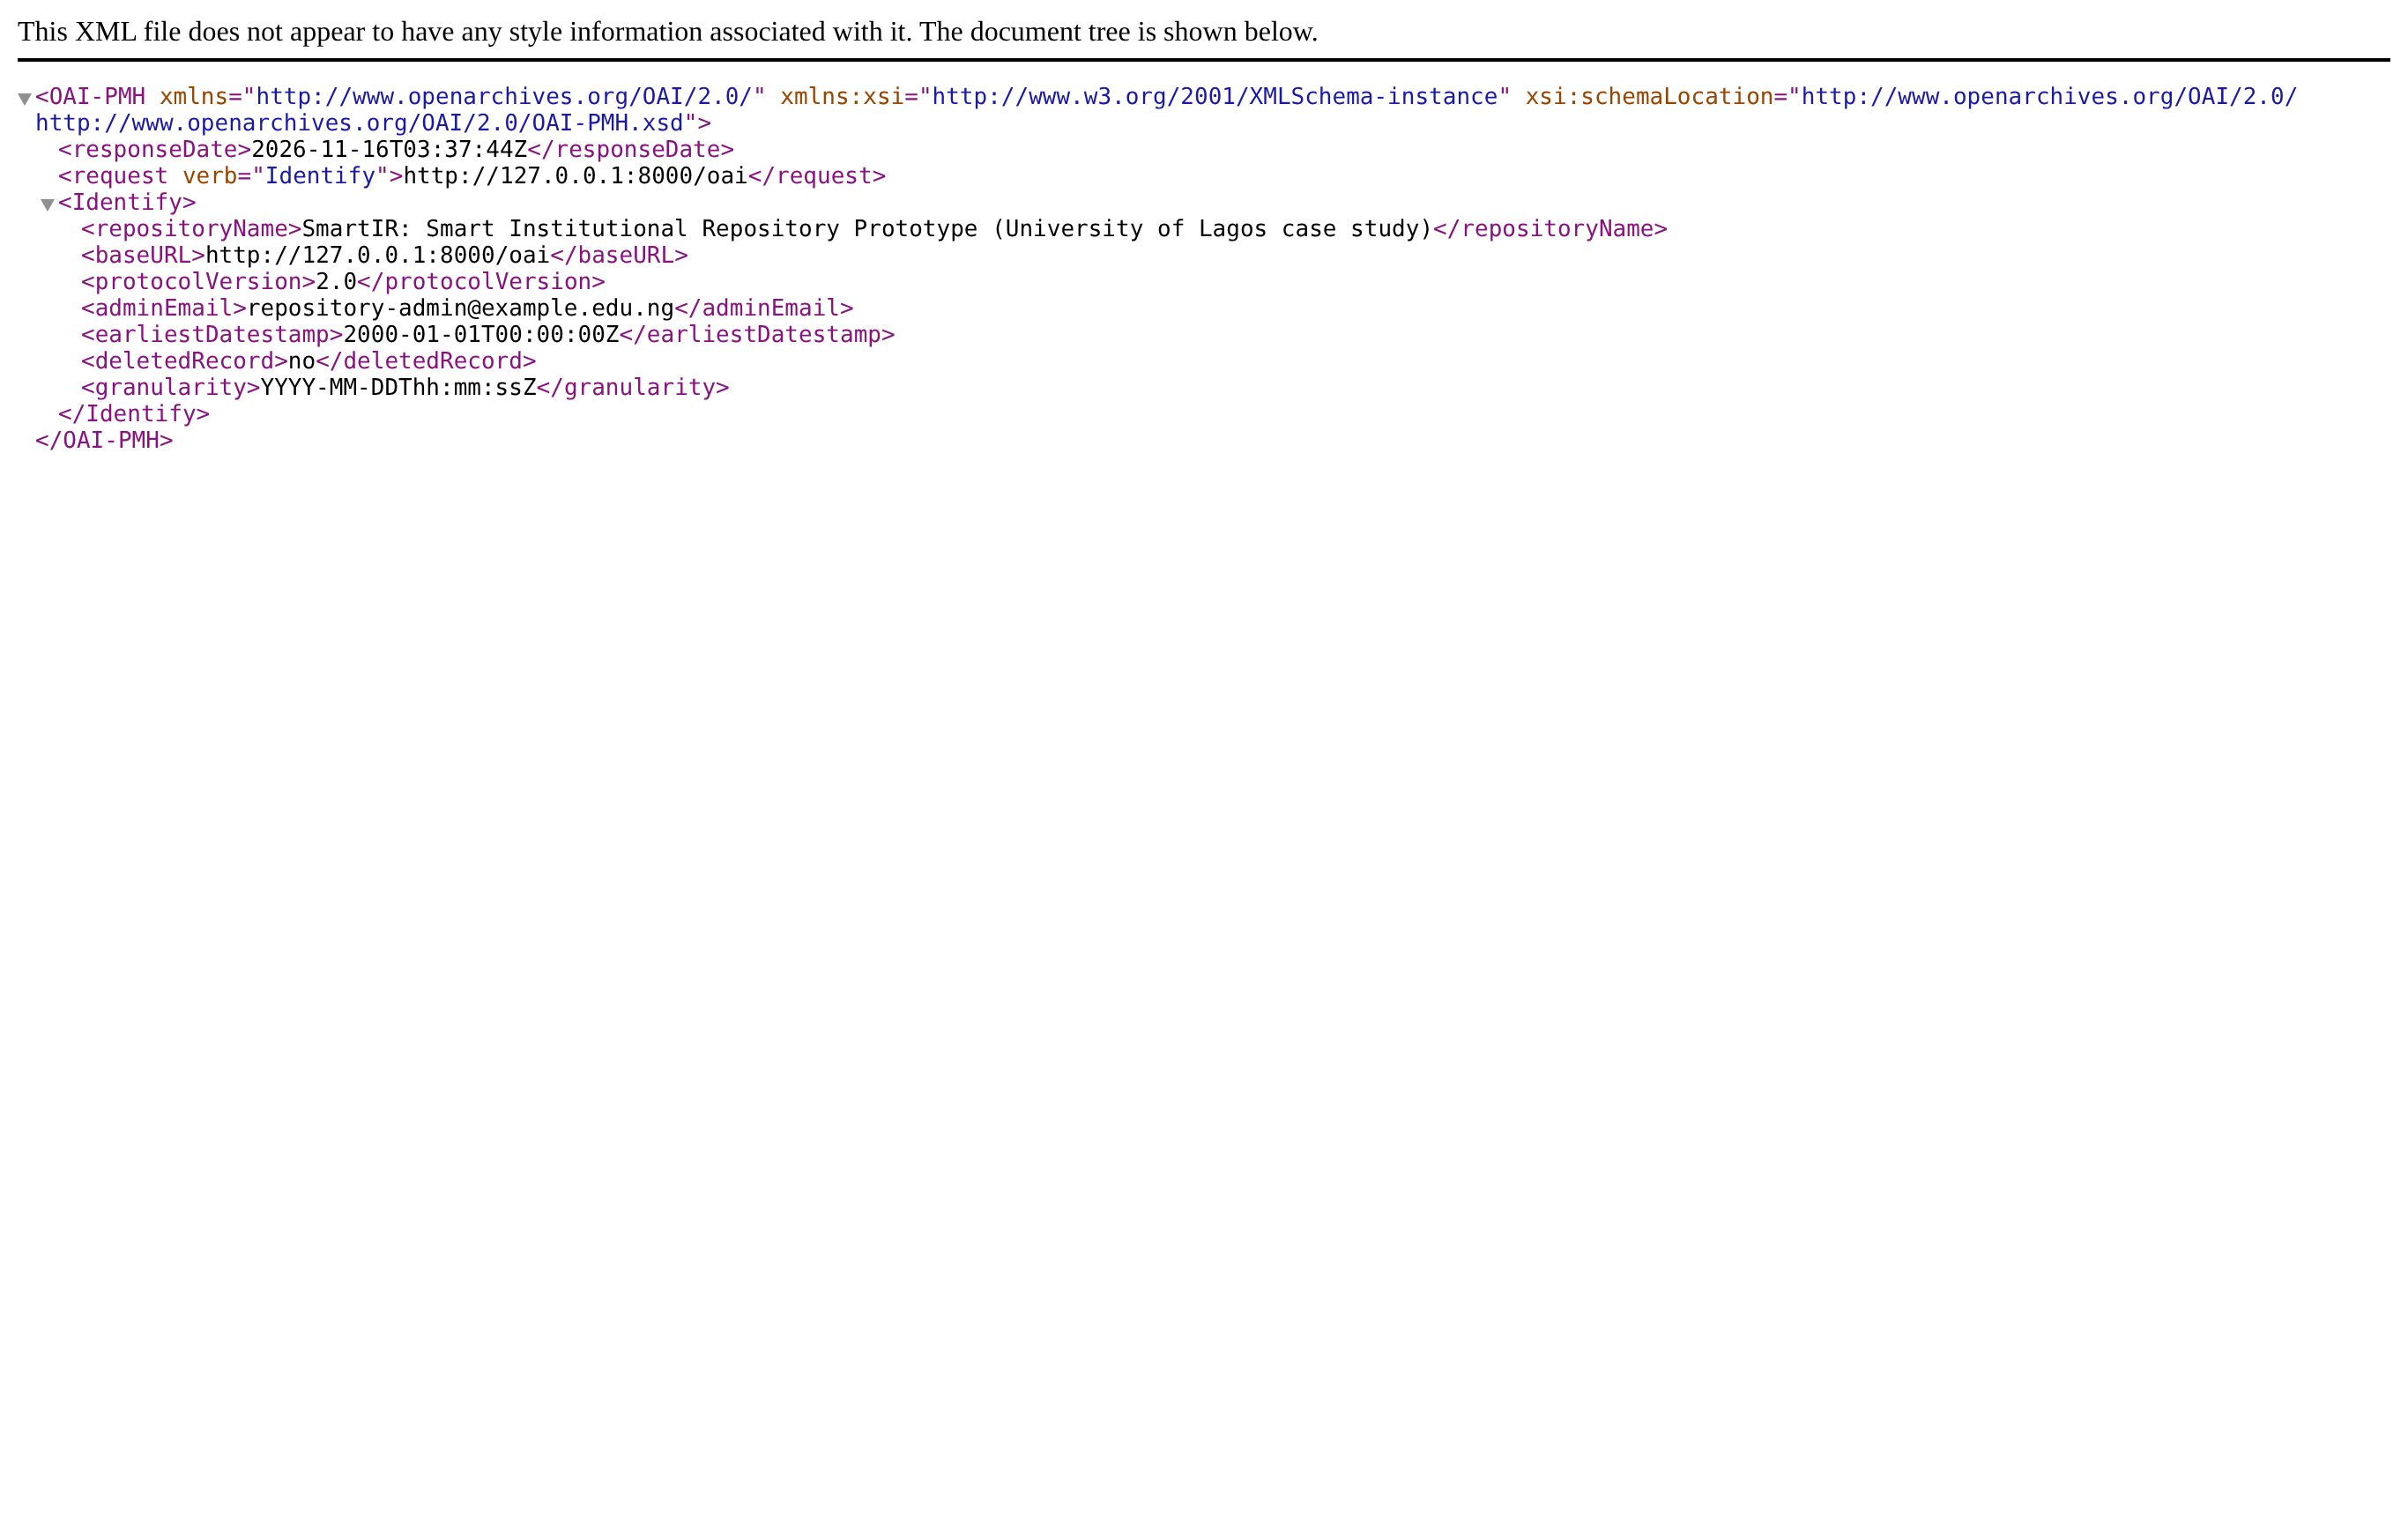 This XML file does not appear to have any style information associated with it. The document tree is shown below.
<OAI-PMH xmlns="http://www.openarchives.org/OAI/2.0/" xmlns:xsi="http://www.w3.org/2001/XMLSchema-instance" xsi:schemaLocation="http://www.openarchives.org/OAI/2.0/
http://www.openarchives.org/OAI/2.0/OAI-PMH.xsd">
<responseDate>2026-11-16T03:37:44Z</responseDate>
<request verb="Identify">http://127.0.0.1:8000/oai</request>
<Identify>
<repositoryName>SmartIR: Smart Institutional Repository Prototype (University of Lagos case study)</repositoryName>
<baseURL>http://127.0.0.1:8000/oai</baseURL>
<protocolVersion>2.0</protocolVersion>
<adminEmail>repository-admin@example.edu.ng</adminEmail>
<earliestDatestamp>2000-01-01T00:00:00Z</earliestDatestamp>
<deletedRecord>no</deletedRecord>
<granularity>YYYY-MM-DDThh:mm:ssZ</granularity>
</Identify>
</OAI-PMH>